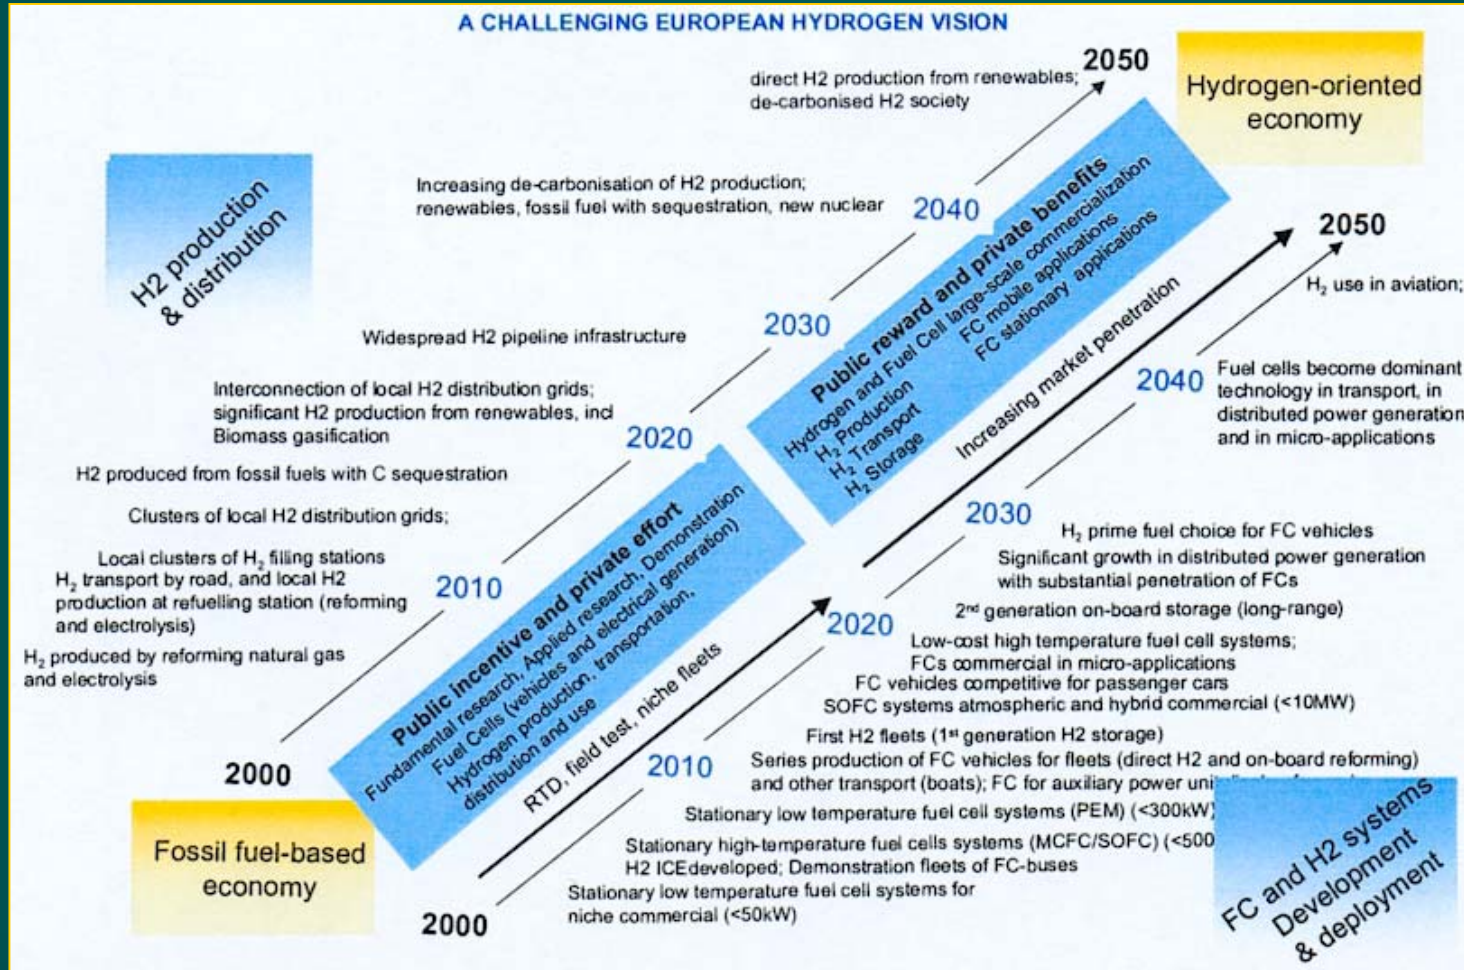 A CHALLENGING EUROPEAN HYDROGEN VISION
2050
direct H2 production from renewables;
de-carbonised H2 society
Hydrogen-oriented
economy
H2 production
& distribution
Increasing de-carbonisation of H2 production;
renewables, fossil fuel with sequestration, new nuclear
2040
Widespread H2 pipeline infrastructure
2030
Interconnection of local H2 distribution grids;
significant H2 production from renewables, incl
Biomass gasification
2020
H2 produced from fossil fuels with C sequestration
Clusters of local H2 distribution grids;
Local clusters of H2 filling stations
H2 transport by road, and local H2
production at refuelling station (reforming
and electrolysis)
2010
H2 produced by reforming natural gas
and electrolysis
2000
Fossil fuel-based
economy
Public reward and private benefits
Hydrogen and Fuel Cell large-scale commercialization
H2 Production
FC mobile applications
H2 Transport
FC stationary applications
H2 Storage
Public incentive and private effort
Fundamental research, Applied research, Demonstration
Fuel Cells (vehicles and electrical generation)
Hydrogen production, transportation,
distribution and use
Increasing market penetration
RTD, field test, niche fleets
2050
H2 use in aviation;
2040
Fuel cells become dominant
technology in transport, in
distributed power generation
and in micro-applications
2030
H2 prime fuel choice for FC vehicles
Significant growth in distributed power generation
with substantial penetration of FCs
2nd generation on-board storage (long-range)
2020
Low-cost high temperature fuel cell systems;
FCs commercial in micro-applications
FC vehicles competitive for passenger cars
SOFC systems atmospheric and hybrid commercial (<10MW)
First H2 fleets (1st generation H2 storage)
2010
Series production of FC vehicles for fleets (direct H2 and on-board reforming)
and other transport (boats); FC for auxiliary power
Stationary low temperature fuel cell systems (PEM) (<300kW)
Stationary high-temperature fuel cells systems (MCFC/SOFC) (<500
H2 ICE developed; Demonstration fleets of FC-buses
Stationary low temperature fuel cell systems for
niche commercial (<50kW)
2000
FC and H2 systems
Development
& deployment